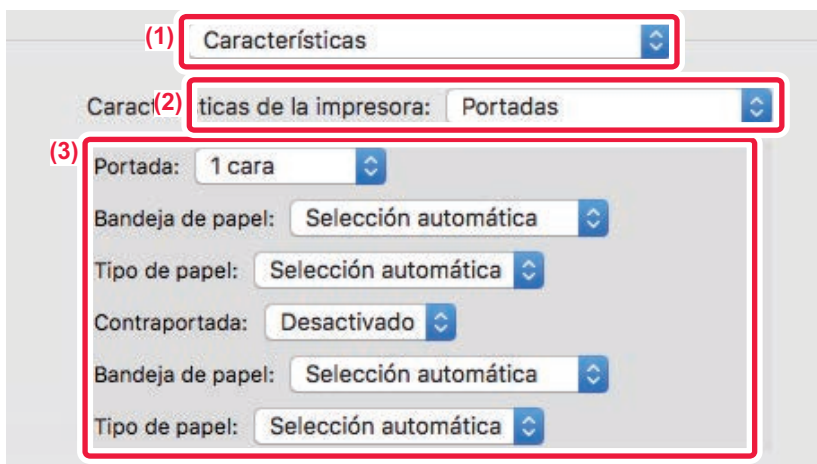 (1) Características
Caract(2) ticas de la impresora: Portadas
(3)
Portada: 1 cara
Bandeja de papel: Selección automática
Tipo de papel: Selección automática
Contraportada: Desactivado
Bandeja de papel: Selección automática
Tipo de papel: Selección automática